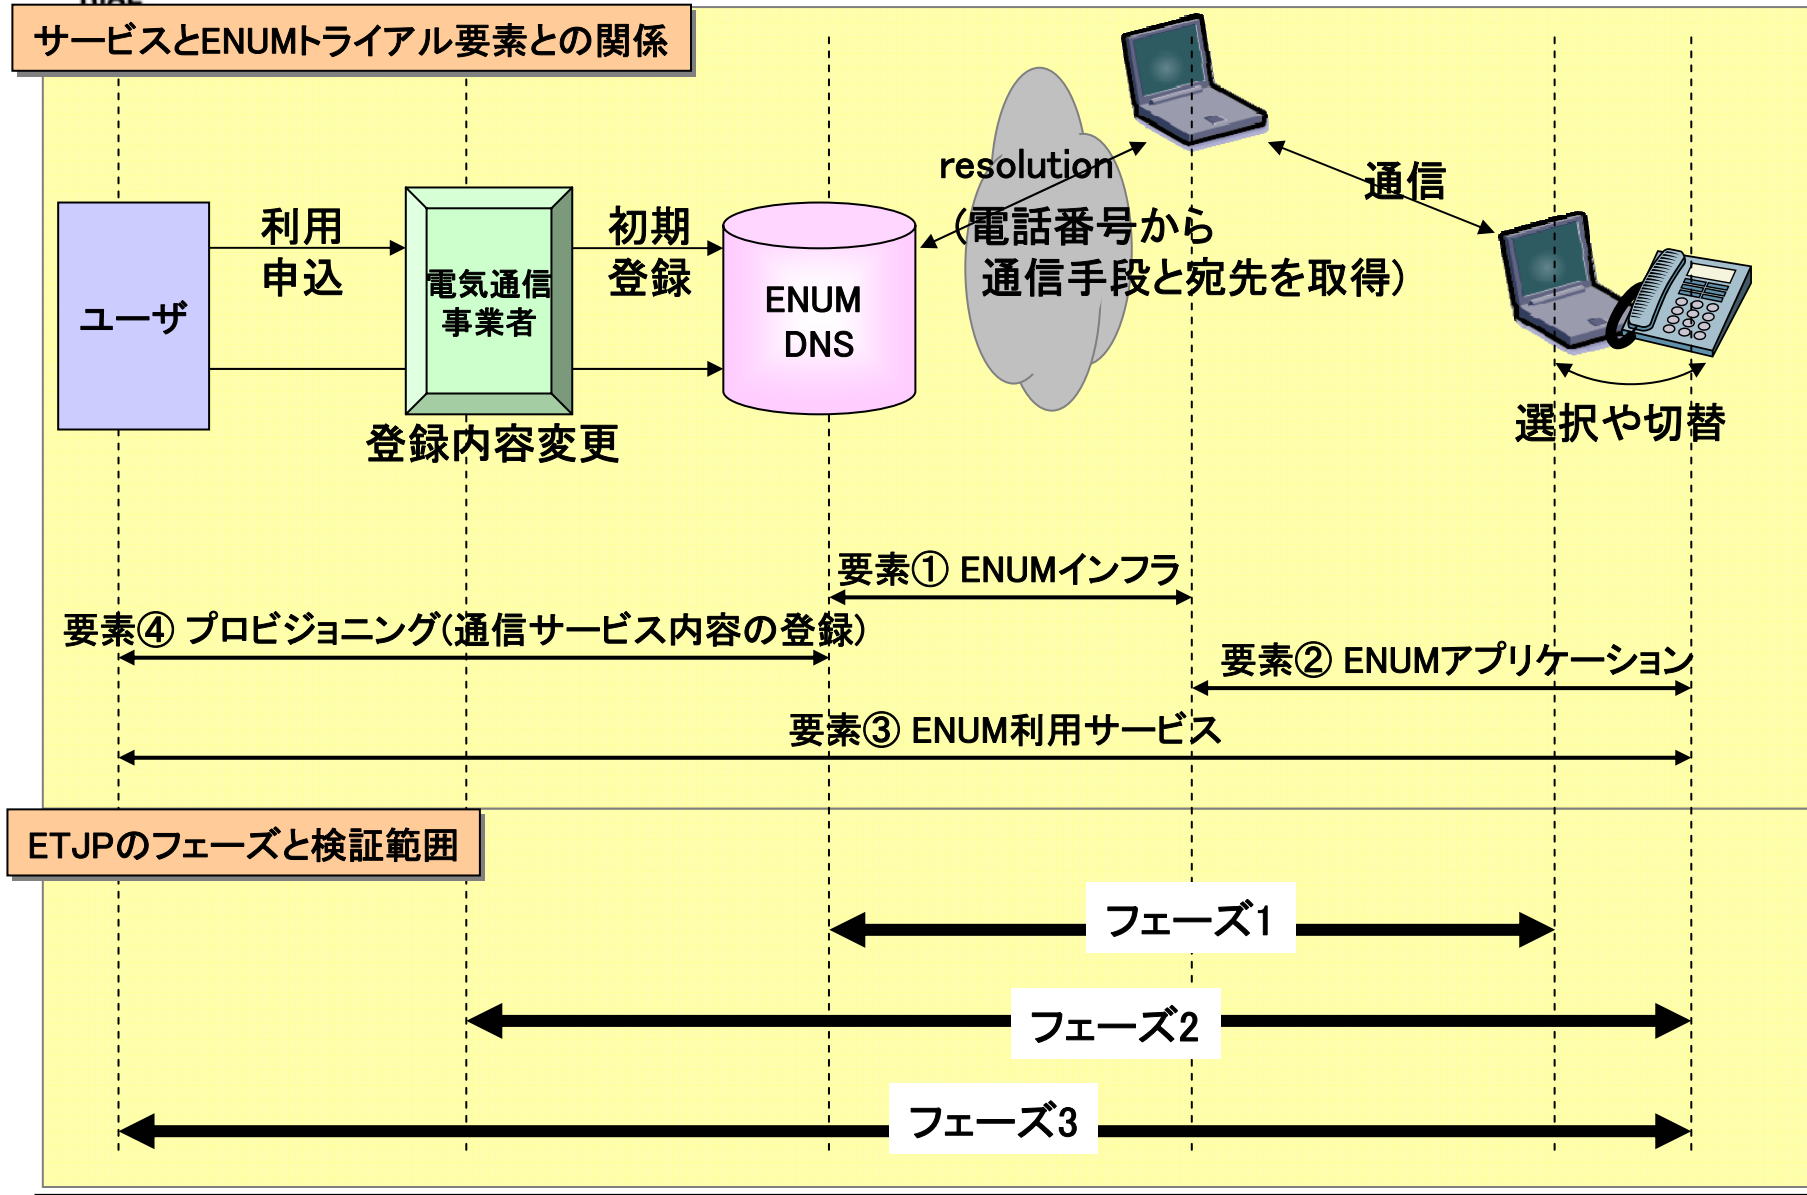 サービスとENUMトライアル要素との関係
resolution
(電話番号から
通信手段と宛先を取得)
通信
利用
申込
初期
登録
ユーザ
電気通信
事業者
ENUM
DNS
登録内容変更
選択や切替
要素① ENUMインフラ
要素④ プロビジョニング(通信サービス内容の登録)
要素② ENUMアプリケーション
要素③ ENUM利用サービス
ETJPのフェーズと検証範囲
フェーズ1
フェーズ2
フェーズ3